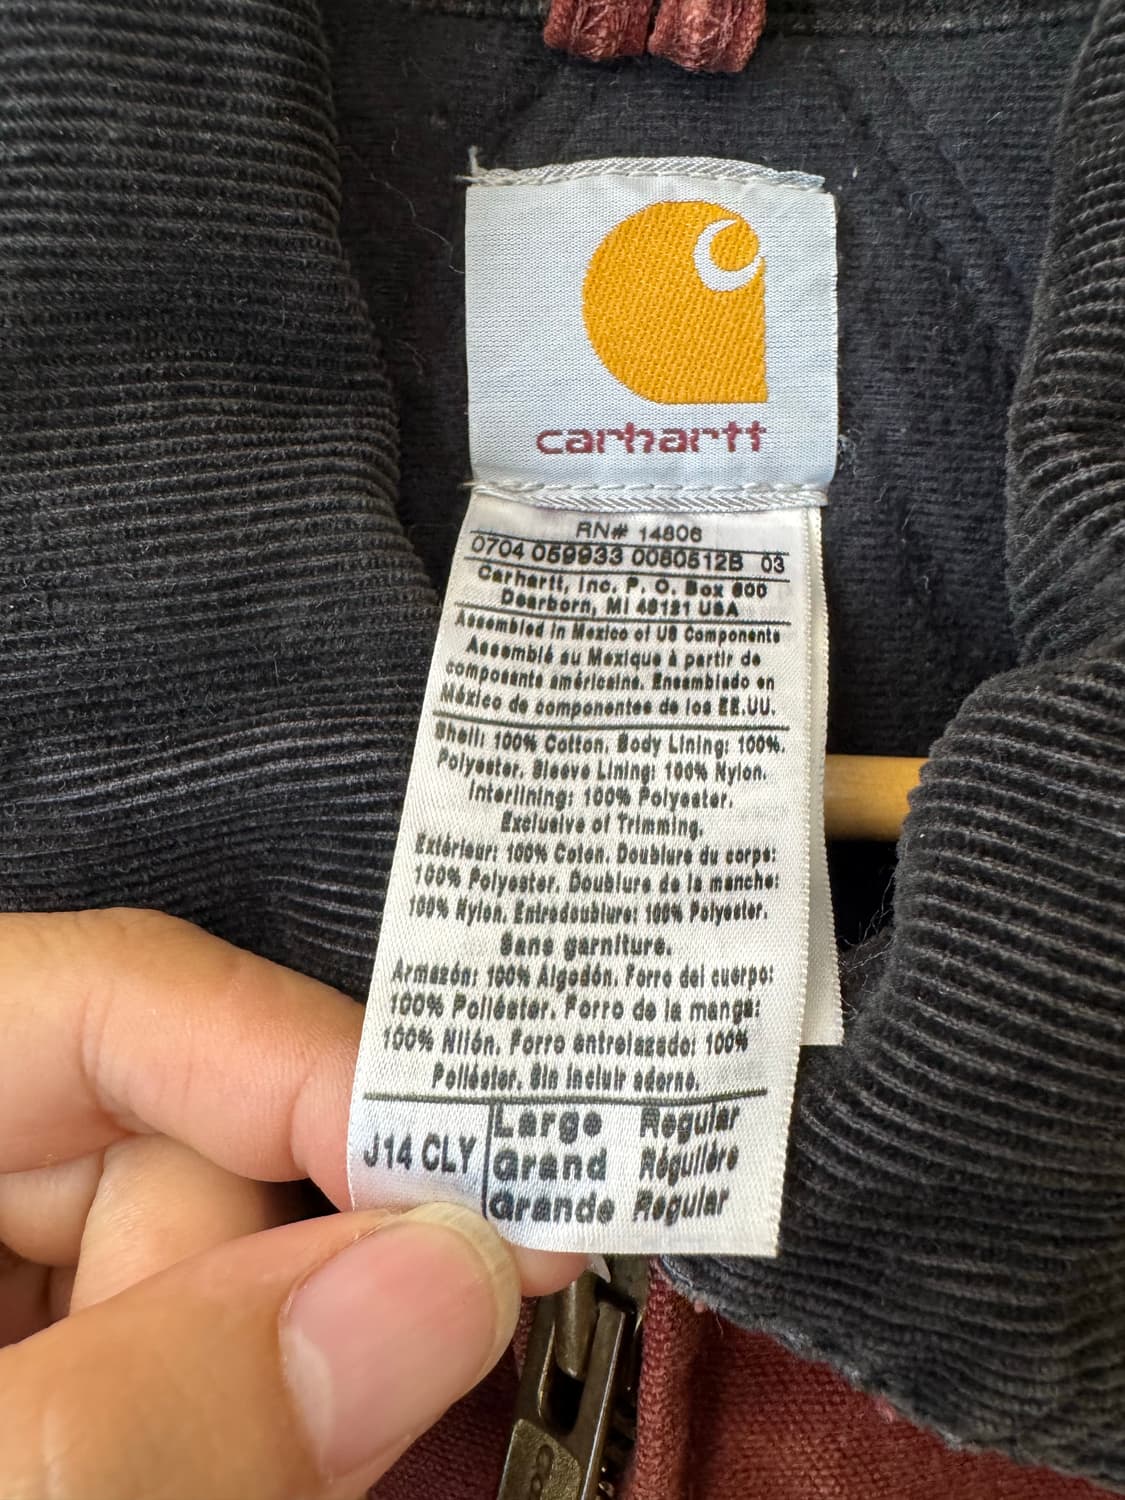 carhartt
RN# 14806
0704 059933 0080512B 03
Carhartt, Inc. P. O. Box 600
Dearborn, MI 48121 USA
Assembled in Mexico of US Components
Assemblé au Mexique à partir de
composante américaine. Ensamblado en
México de componentes de los EE.UU.
Shell: 100% Cotton. Body Lining: 100%.
Polyester. Sleeve Lining: 100% Nylon.
Interlining: 100% Polyester.
Exclusive of Trimming.
Extérieur: 100% Coton. Doublure du corps:
100% Polyester. Doublure de la manche:
100% Nylon. Entredoublure: 100% Polyester.
Sans garniture.
Armazón: 100% Algodón. Forro del cuerpo:
100% Poliéster. Forro de la manga:
100% Nilón. Forro entrelazado: 100%
Poliéster. Sin incluir adorno.
J14 CLY
Large Regular
Grand Régulière
Grande Regular